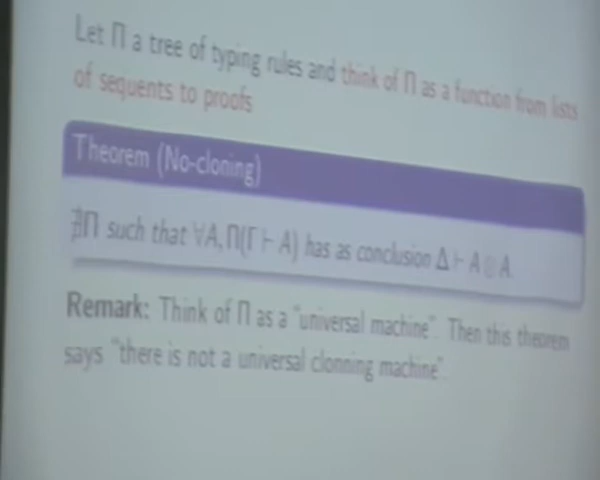 Let Π a tree of typing rules and think of Π as a function from lists
of sequents to proofs
Theorem (No-cloning)
∄Π such that ∀A, Π(Γ ⊢ A) has as conclusion Δ ⊢ A ⊗ A.
Remark: Think of Π as a "universal machine". Then this theorem
says "there is not a universal clonning machine".